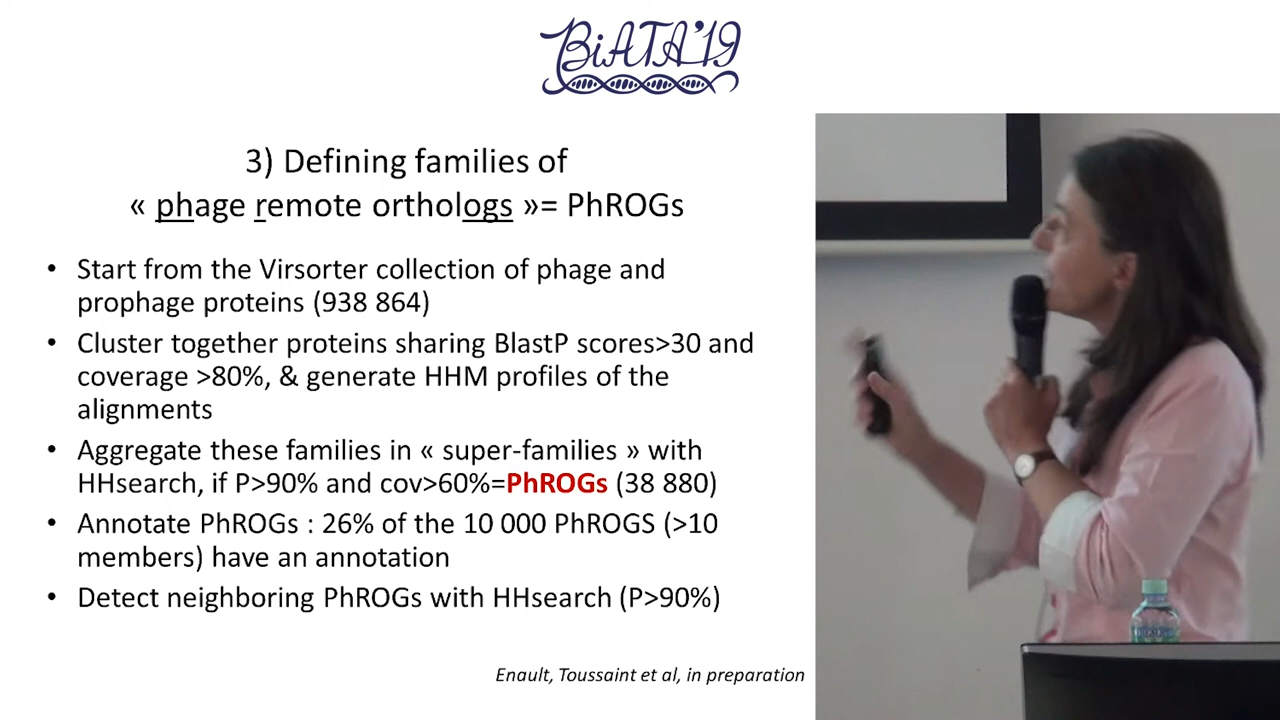 BiATA'19
3) Defining families of
« phage remote orthologs »= PhROGs
• Start from the Virsorter collection of phage and
prophage proteins (938 864)
• Cluster together proteins sharing BlastP scores>30 and
coverage >80%, & generate HHM profiles of the
alignments
• Aggregate these families in « super-families » with
HHsearch, if P>90% and cov>60%=PhROGs (38 880)
• Annotate PhROGs : 26% of the 10 000 PhROGS (>10
members) have an annotation
• Detect neighboring PhROGs with HHsearch (P>90%)
Enault, Toussaint et al, in preparation